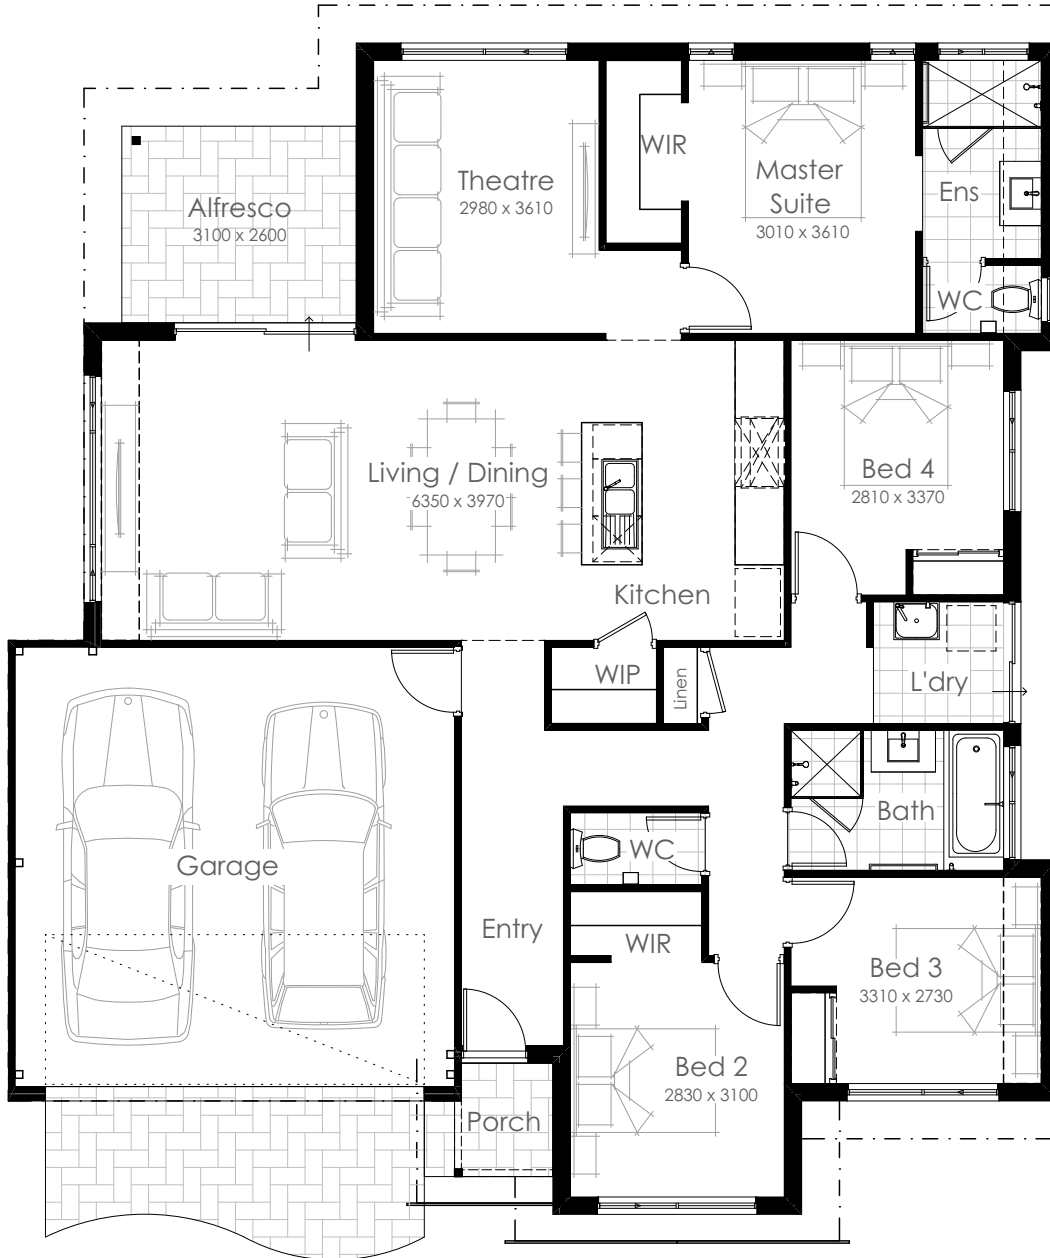 WIR
Master
Suite
3010 x 3610
Theatre
2980 x 3610
Ens
Alfresco
3100 x 2600
WC
Living / Dining
6350 x 3970
Bed 4
2810 x 3370
Kitchen
WIP
Linen
L'dry
Bath
Garage
WC
Entry
WIR
Bed 3
3310 x 2730
Bed 2
2830 x 3100
Porch